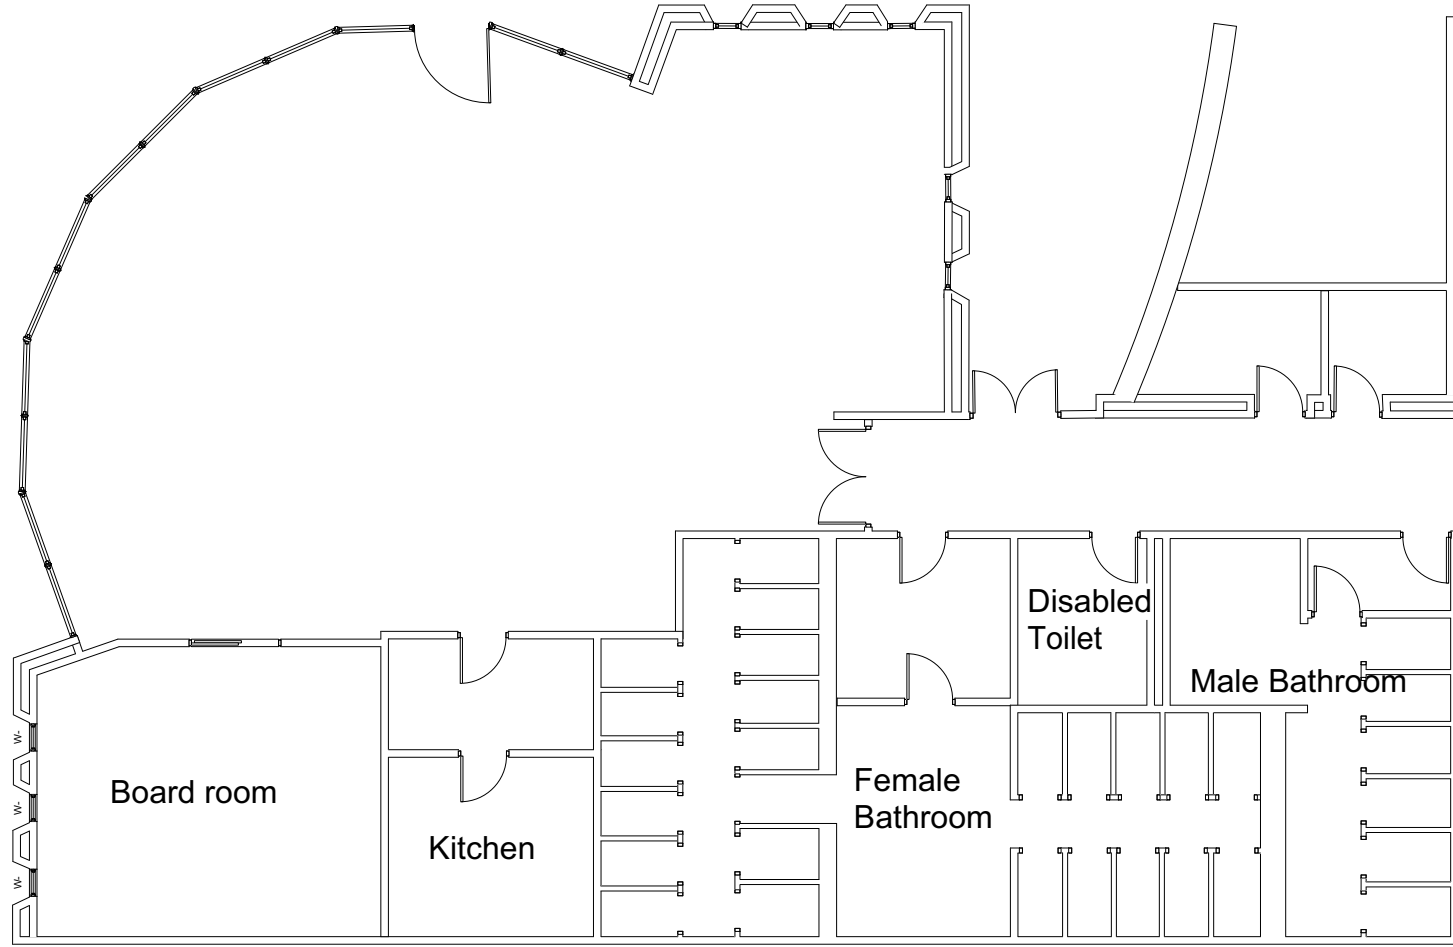 Disabled
Toilet
Male Bathroom
W-
W-
W-
Board room
Female
Bathroom
Kitchen